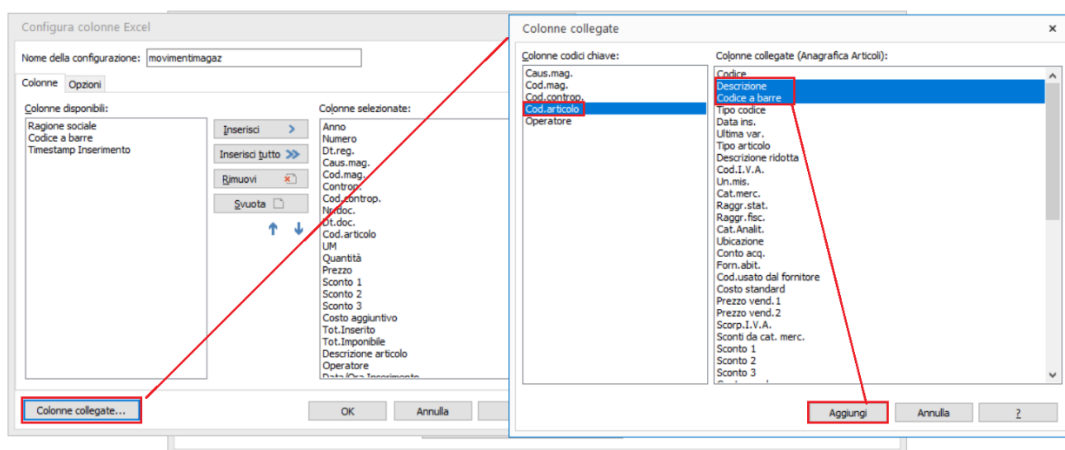 Configura colonne Excel
Nome della configurazione: movimentimagaz
Colonne Opzioni
Colonne disponibili:
Ragione sociale
Codice a barre
Timestamp Inserimento
Inserisci
Inserisci tutto
Rimuovi
Svuota
Colonne selezionate:
Anno
Numero
Dt.reg.
Caus.mag.
Cod.mag.
Controp.
Cod.controp.
Nr.doc.
Dt.doc.
Cod.articolo
UM
Quantità
Prezzo
Sconto 1
Sconto 2
Sconto 3
Costo aggiuntivo
Tot.Inserito
Tot.Imponibile
Descrizione articolo
Operatore
Data/Ora Inserimento
Colonne collegate...
OK
Annulla
Colonne collegate
×
Colonne codici chiave:
Caus.mag.
Cod.mag.
Cod.controp.
Cod.articolo
Operatore
Colonne collegate (Anagrafica Articoli):
Codice
Descrizione
Codice a barre
Tipo codice
Data ins.
Ultima var.
Tipo articolo
Descrizione ridotta
Cod.I.V.A.
Un.mis.
Cat.merc.
Raggr.stat.
Raggr.fisc.
Cat.Analit.
Ubicazione
Conto acq.
Forn.abit.
Cod.usato dal fornitore
Costo standard
Prezzo vend.1
Prezzo vend.2
Scorp.I.V.A.
Sconti da cat. merc.
Sconto 1
Sconto 2
Sconto 3
Aggiungi
Annulla
?